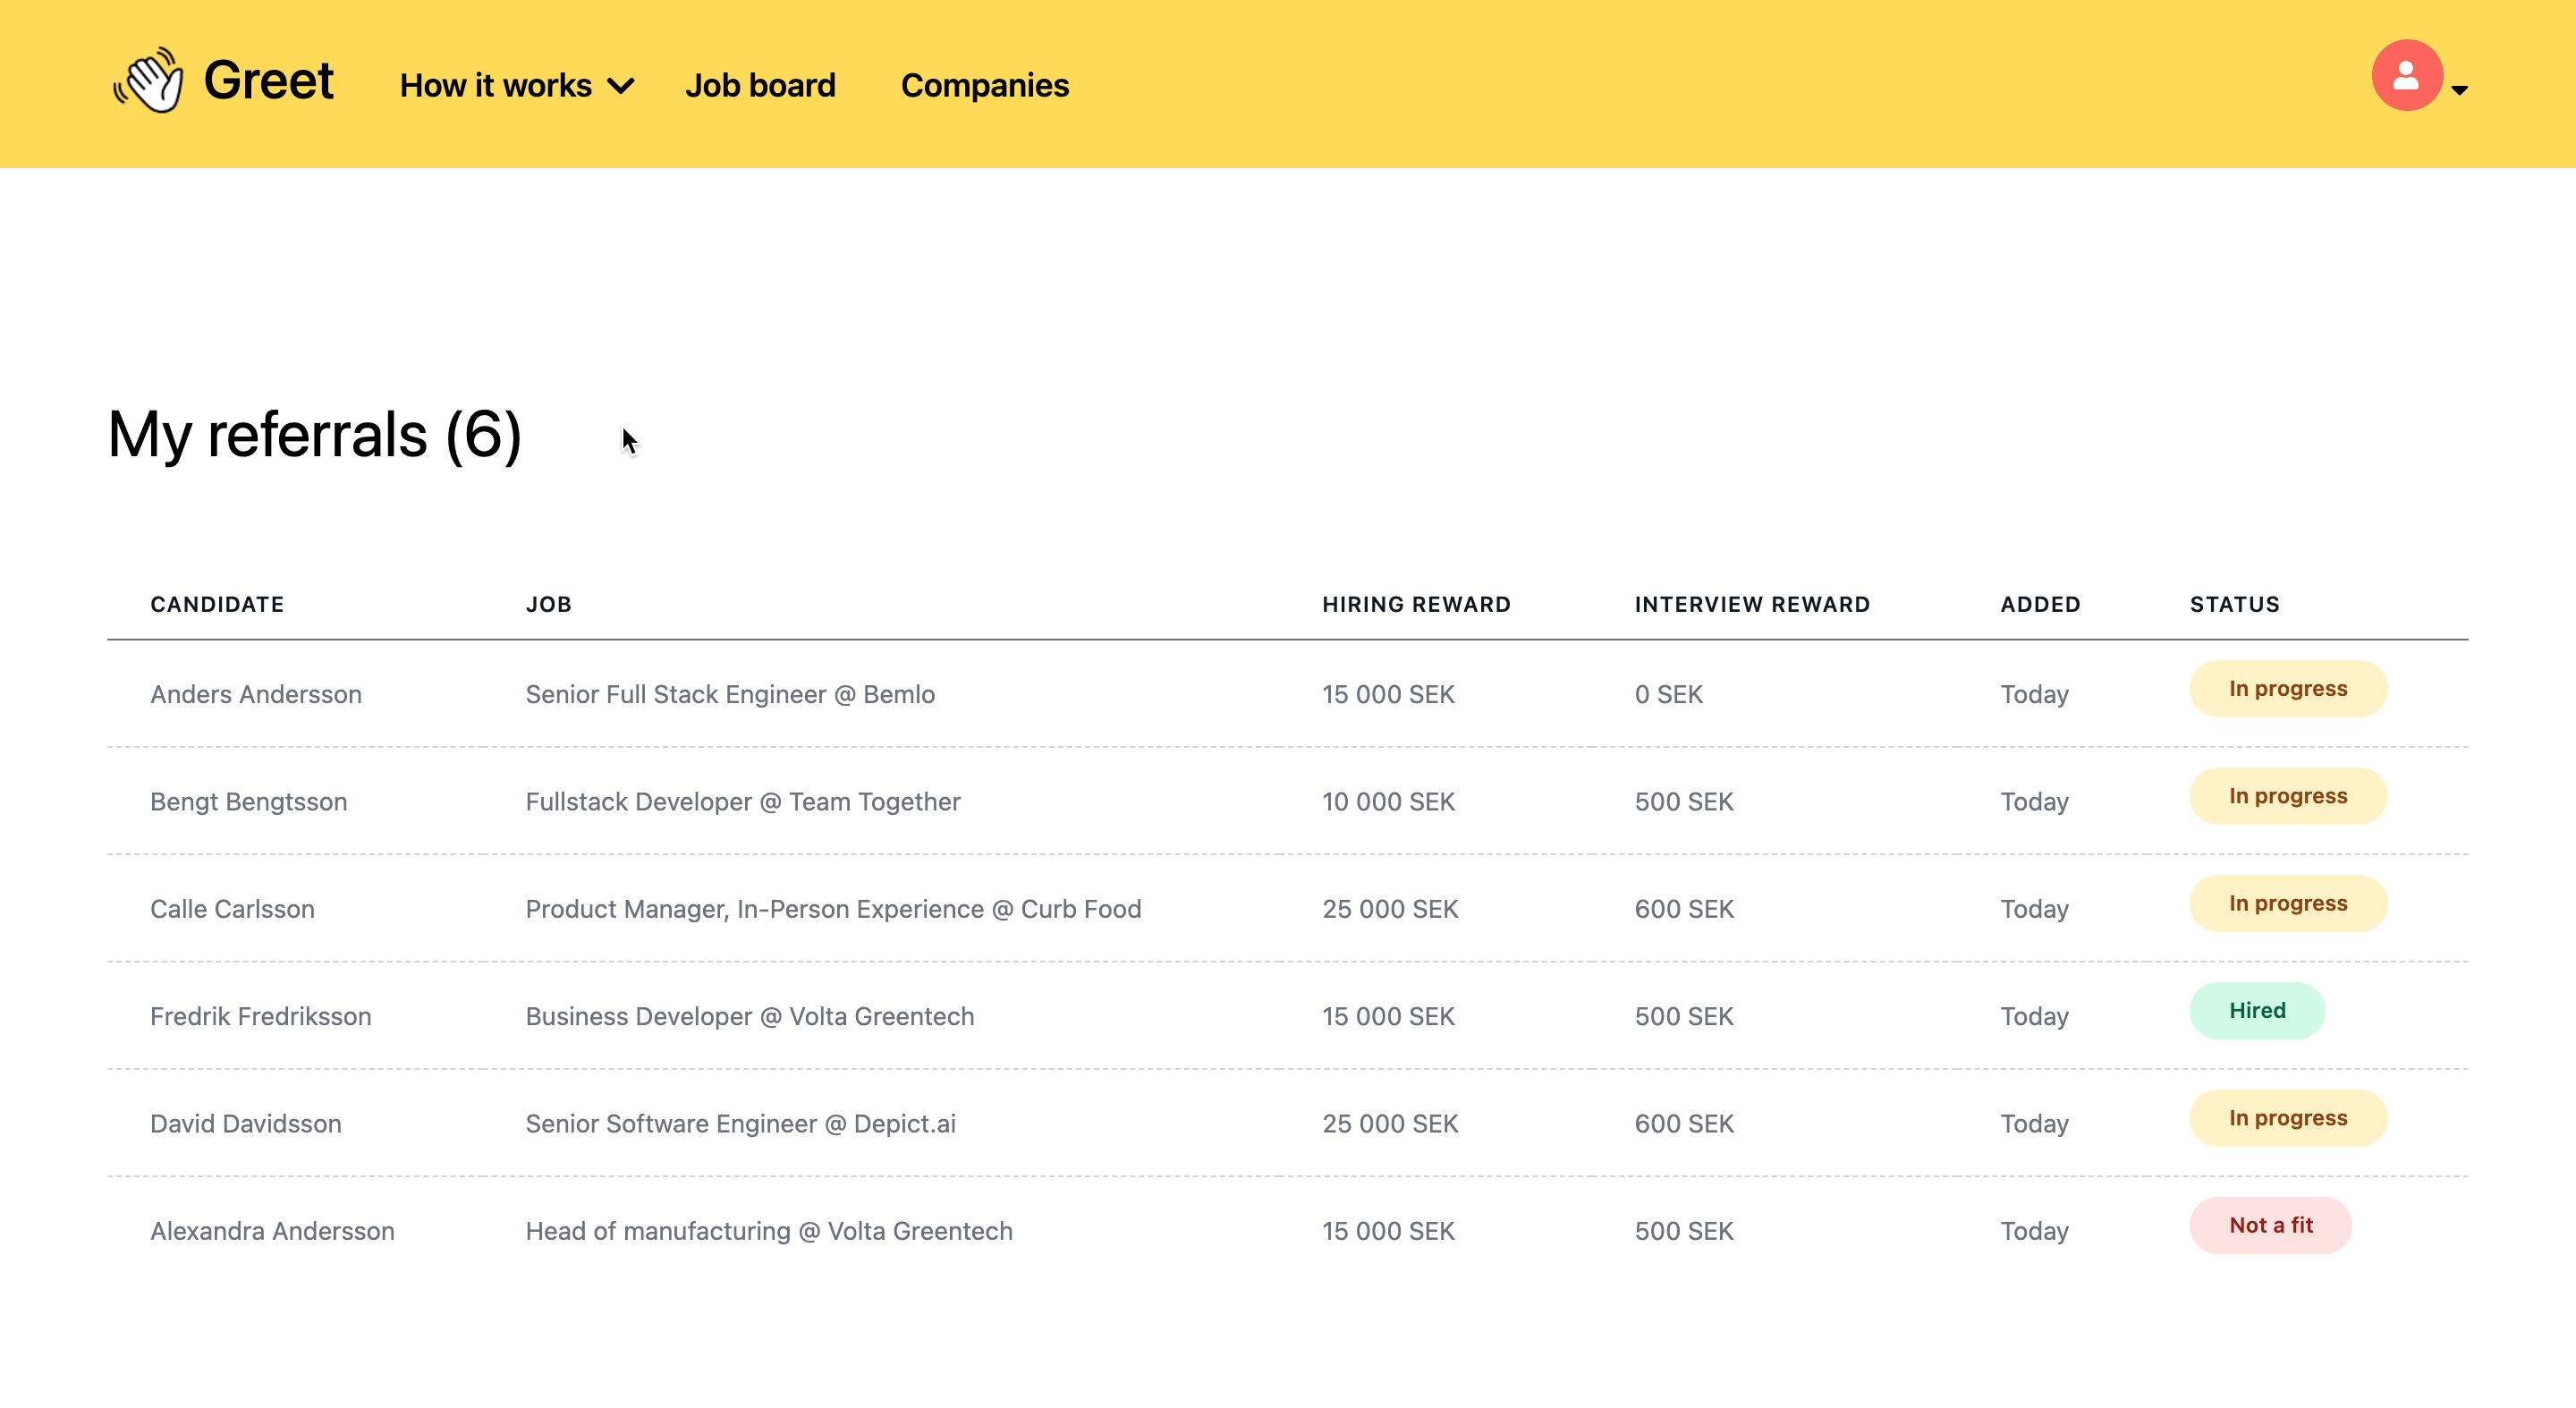 Greet How it works Job board Companies
My referrals (6)
CANDIDATE JOB HIRING REWARD INTERVIEW REWARD ADDED STATUS
Anders Andersson Senior Full Stack Engineer @ Bemlo 15 000 SEK 0 SEK Today In progress
Bengt Bengtsson Fullstack Developer @ Team Together 10 000 SEK 500 SEK Today In progress
Calle Carlsson Product Manager, In-Person Experience @ Curb Food 25 000 SEK 600 SEK Today In progress
Fredrik Fredriksson Business Developer @ Volta Greentech 15 000 SEK 500 SEK Today Hired
David Davidsson Senior Software Engineer @ Depict.ai 25 000 SEK 600 SEK Today In progress
Alexandra Andersson Head of manufacturing @ Volta Greentech 15 000 SEK 500 SEK Today Not a fit